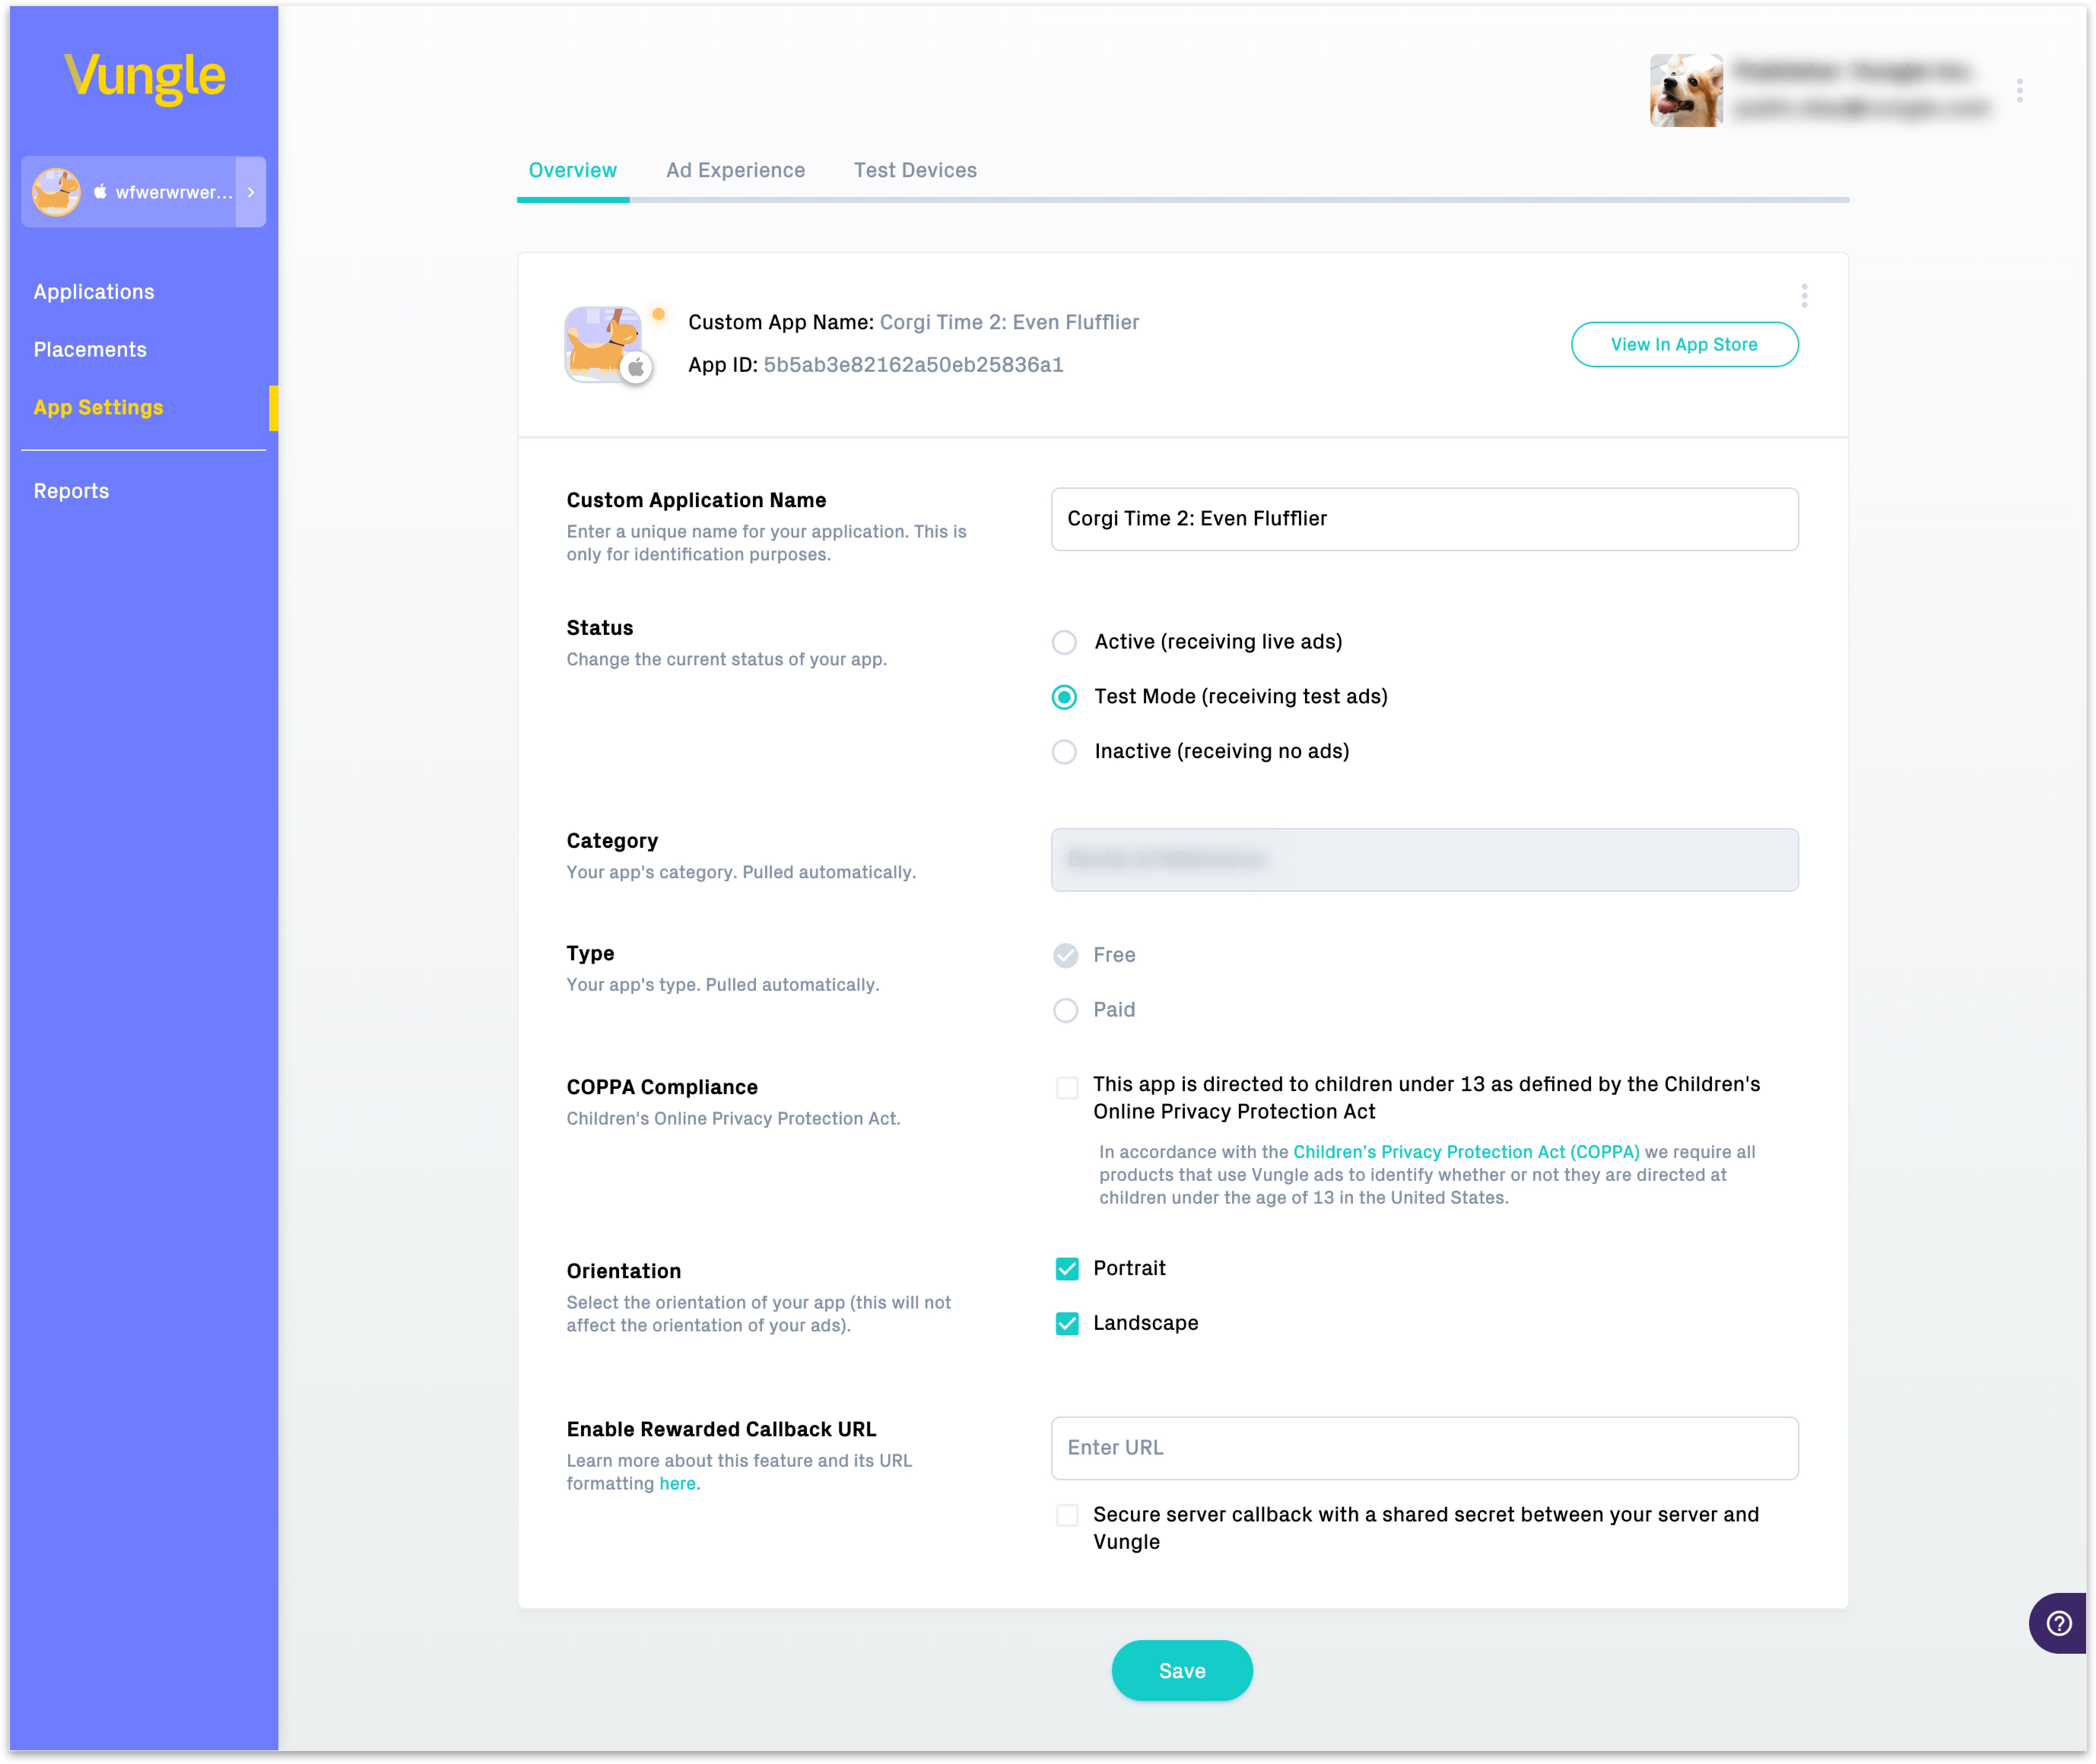 Vungle
wfwerwrwer...
Applications
Placements
App Settings
Reports
Overview
Ad Experience
Test Devices
Custom App Name: Corgi Time 2: Even Flufflier
App ID: 5b5ab3e82162a50eb25836a1
View In App Store
Custom Application Name
Enter a unique name for your application. This is
only for identification purposes.
Corgi Time 2: Even Flufflier
Status
Change the current status of your app.
Active (receiving live ads)
Test Mode (receiving test ads)
Inactive (receiving no ads)
Category
Your app's category. Pulled automatically.
Type
Your app's type. Pulled automatically.
Free
Paid
COPPA Compliance
Children's Online Privacy Protection Act.
This app is directed to children under 13 as defined by the Children's
Online Privacy Protection Act
In accordance with the Children's Privacy Protection Act (COPPA) we require all
products that use Vungle ads to identify whether or not they are directed at
children under the age of 13 in the United States.
Orientation
Select the orientation of your app (this will not
affect the orientation of your ads).
Portrait
Landscape
Enable Rewarded Callback URL
Learn more about this feature and its URL
formatting here.
Enter URL
Secure server callback with a shared secret between your server and
Vungle
Save